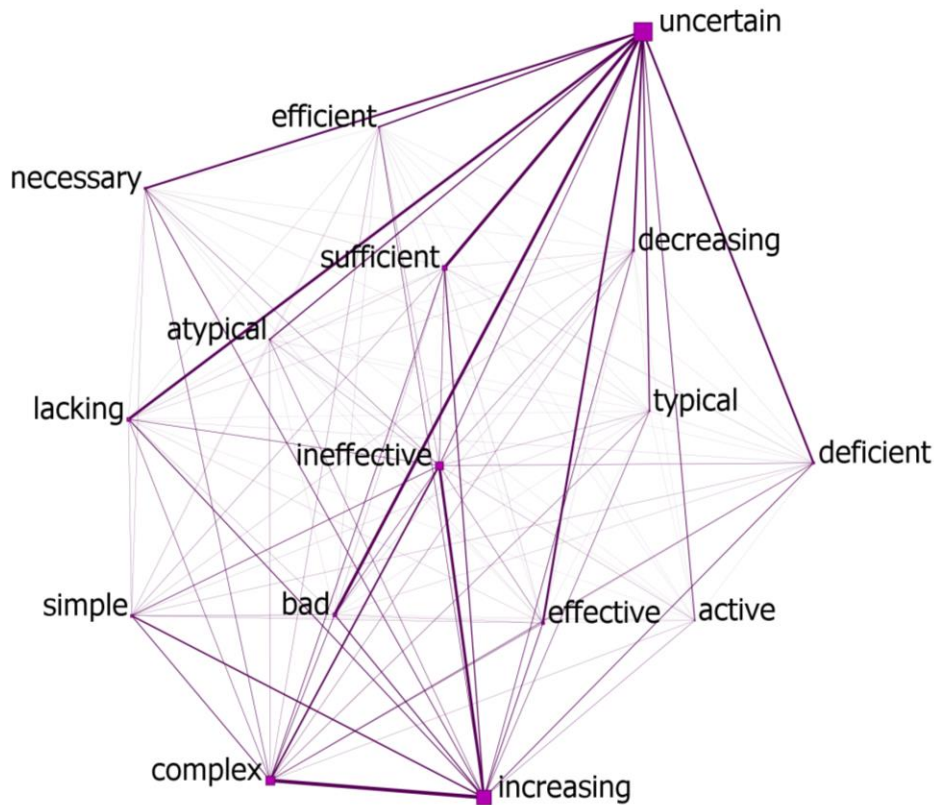 uncertain
efficient
necessary
decreasing
sufficient
atypical
typical
lacking
deficient
ineffective
simple
bad
effective
active
complex
increasing